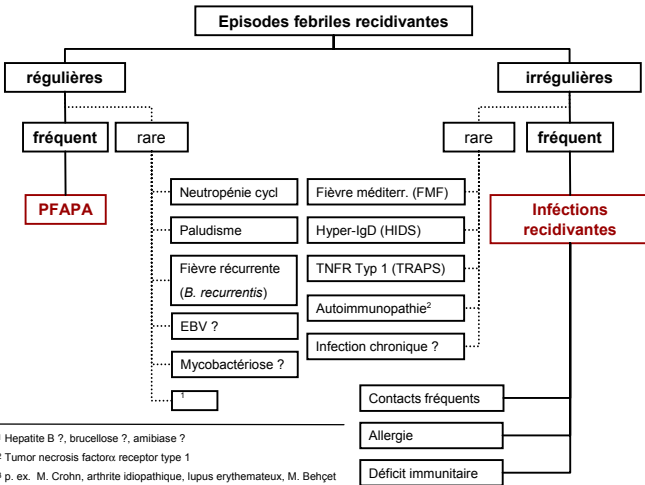 Episodes febriles recidivantes
régulières
irrégulières
fréquent
rare
rare
fréquent
PFAPA
Neutropénie cycl
Paludisme
Fièvre récurrente
(B. recurrentis)
EBV ?
Mycobactériose ?
1
Fièvre méditerr. (FMF)
Hyper-IgD (HIDS)
TNFR Typ 1 (TRAPS)
Autoimmunopathie²
Infection chronique ?
Inféctions
recidivantes
Contacts fréquents
Allergie
Déficit immunitaire
¹ Hepatite B ?, brucellose ?, amibiase ?
² Tumor necrosis factorα receptor type 1
³ p. ex. M. Crohn, arthrite idiopathique, lupus erythemateux, M. Behçet